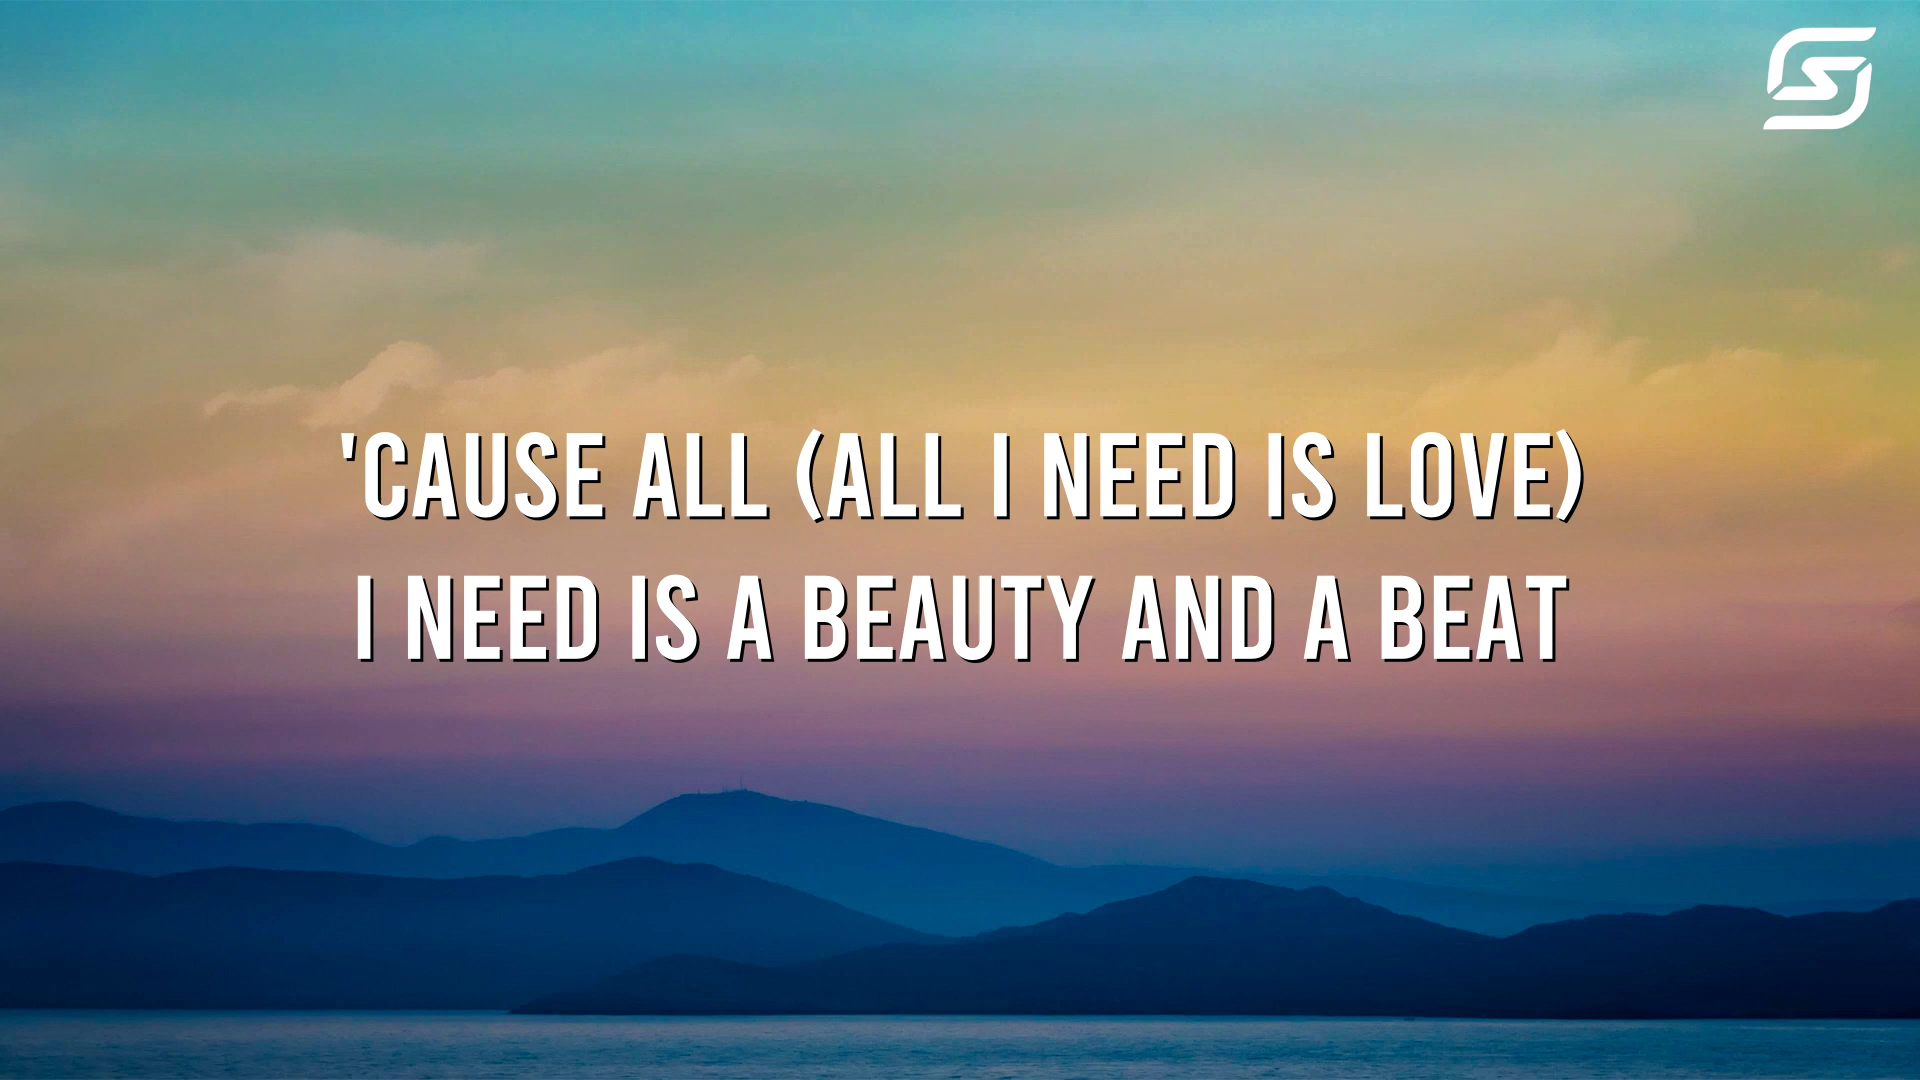 'CAUSE ALL (ALL I NEED IS LOVE)
I NEED IS A BEAUTY AND A BEAT